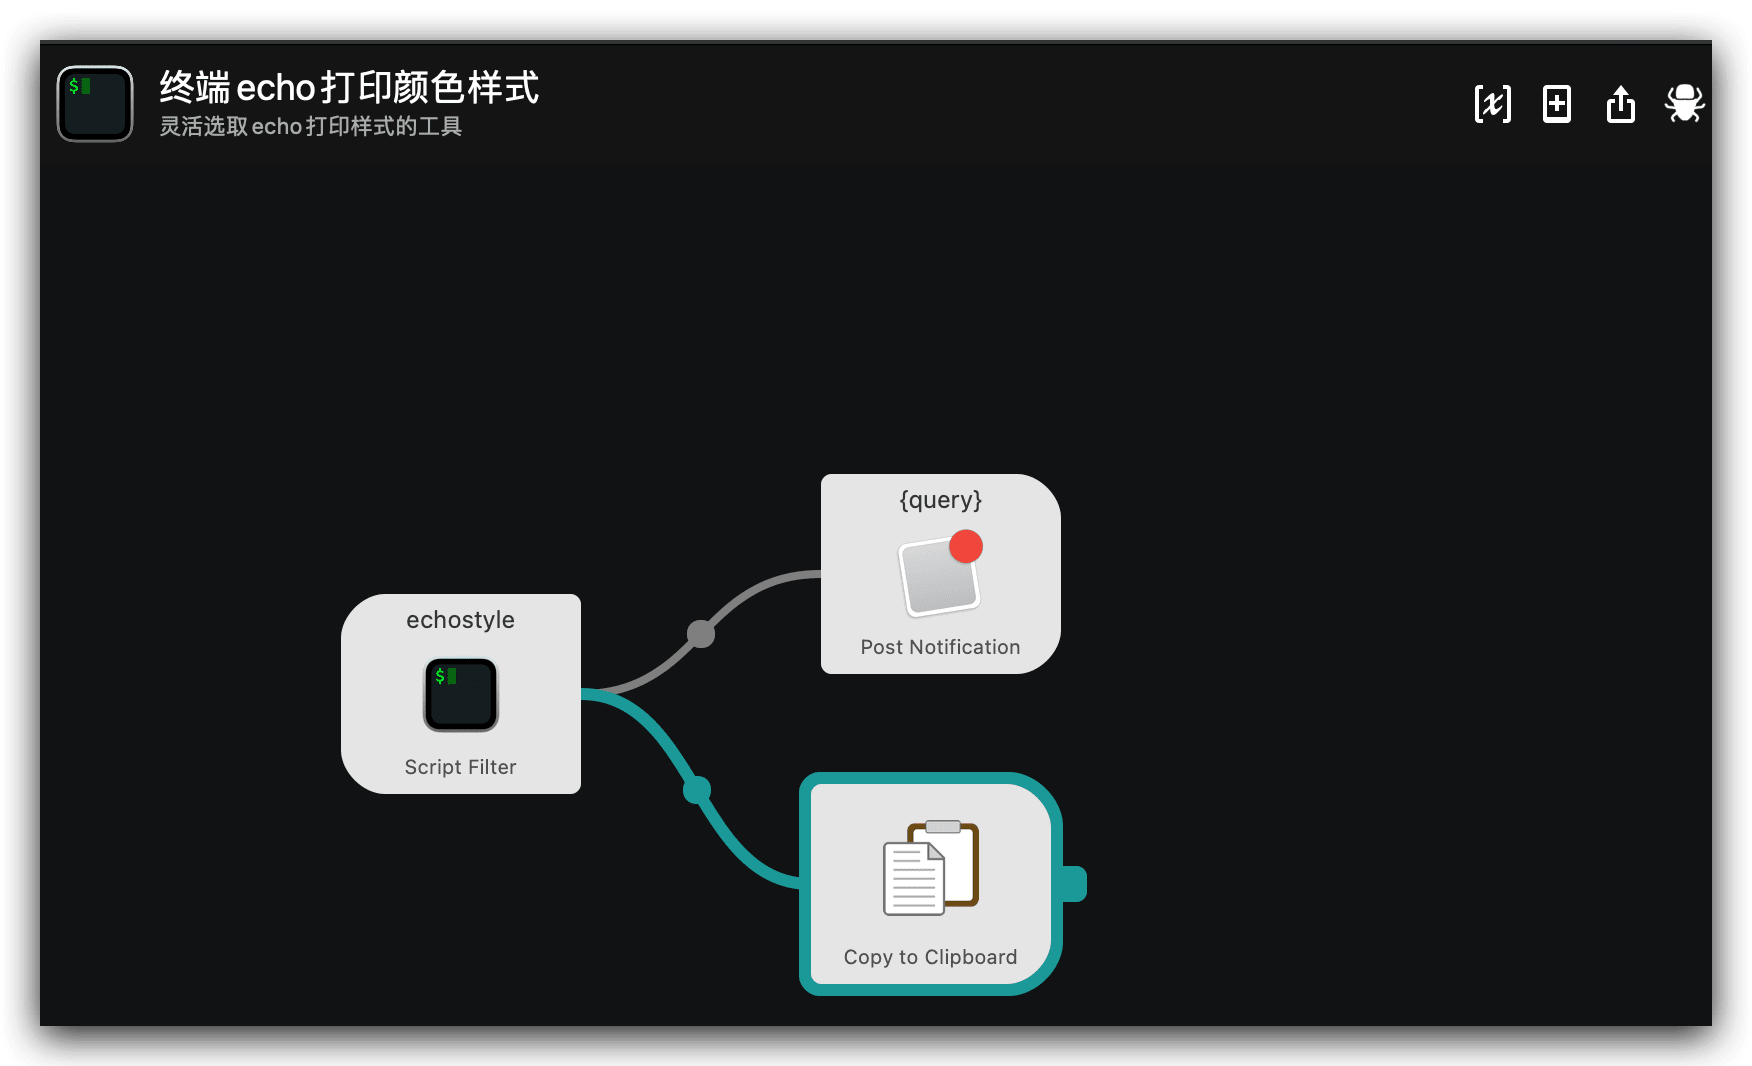 终端echo打印颜色样式
灵活选取echo打印样式的工具
{query}
Post Notification
echostyle
$
Script Filter
Copy to Clipboard